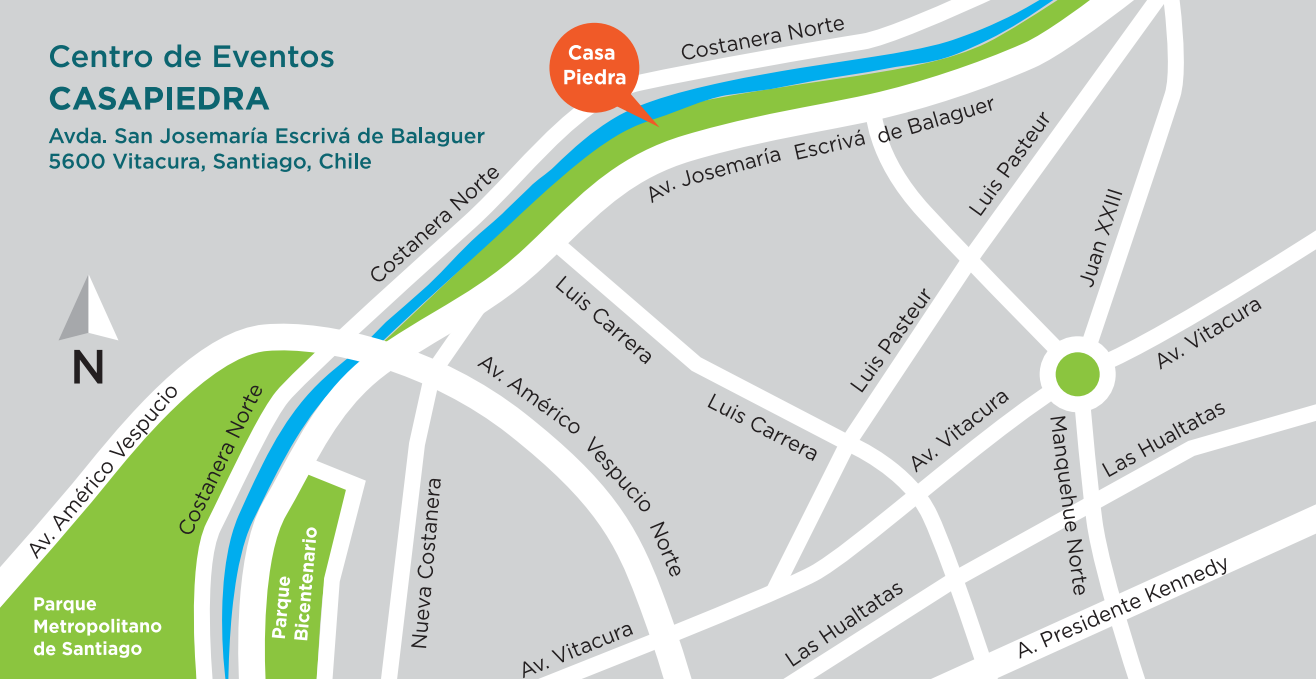 Centro de Eventos
CASAPIEDRA
Avda. San Josemaría Escrivá de Balaguer
5600 Vitacura, Santiago, Chile
Casa
Piedra
Costanera Norte
Av. Josemaría Escrivá de Balaguer
Costanera Norte
Luis Pasteur
Juan XXIII
N
Luis Carrera
Luis Pasteur
Av. Vitacura
Av. Américo Vespucio
Costanera Norte
Av. Américo Vespucio Norte
Luis Carrera
Av. Vitacura
Manquehue Norte
Las Hualtatas
Nueva Costanera
Parque
Bicentenario
Parque
Metropolitano
de Santiago
Av. Vitacura
Las Hualtatas
A. Presidente Kennedy